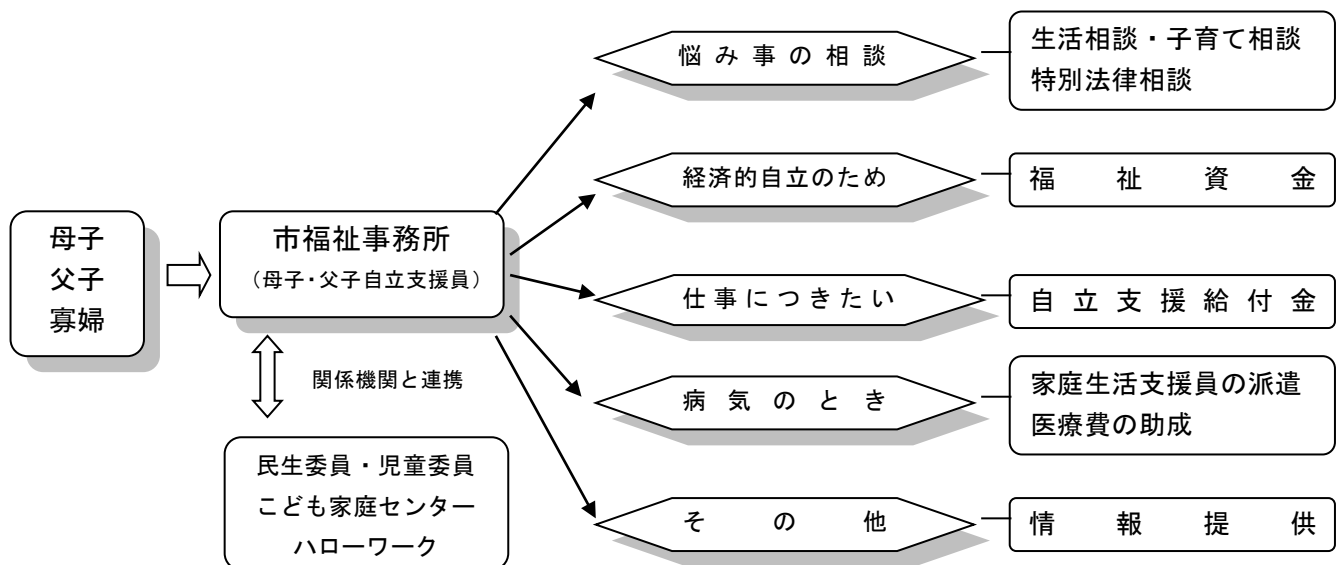 母子
父子
寡婦
市福祉事務所
（母子・父子自立支援員）
関係機関と連携
民生委員・児童委員
こども家庭センター
ハローワーク
悩み事の相談
生活相談・子育て相談
特別法律相談
経済的自立のため
福祉資金
仕事につきたい
自立支援給付金
病気のとき
家庭生活支援員の派遣
医療費の助成
その他
情報提供